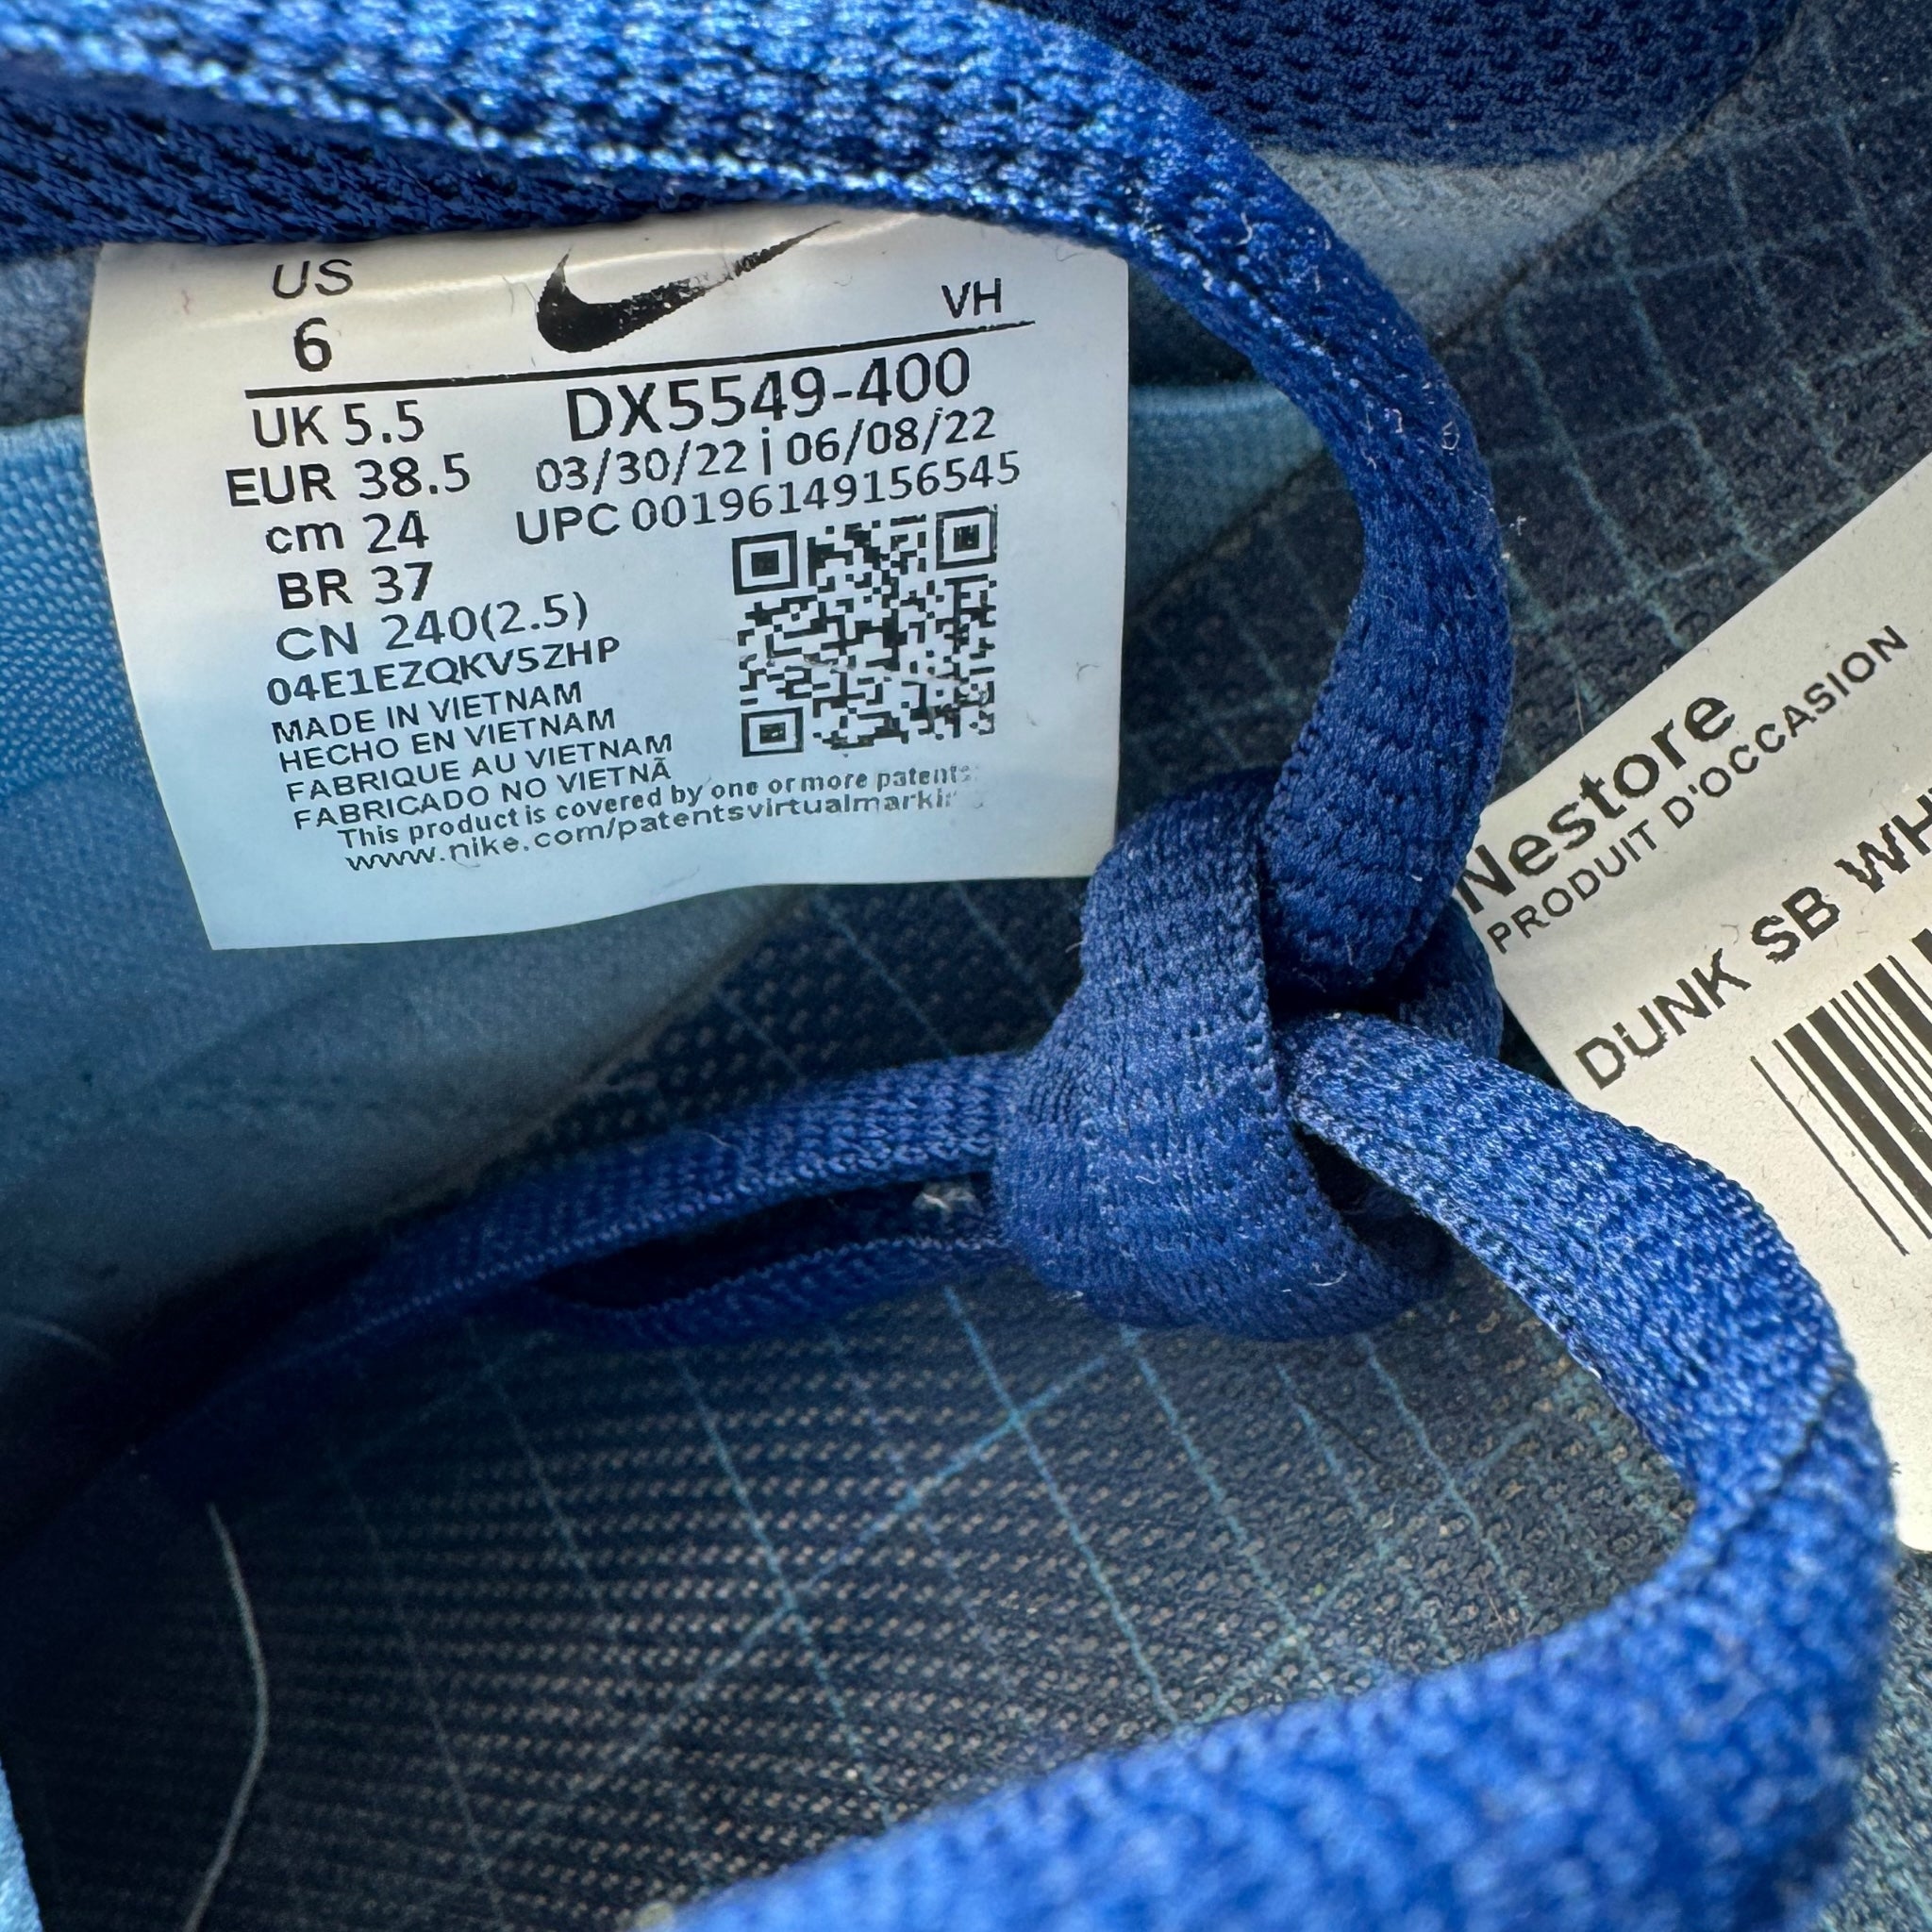 US
6
VH
UK 5.5
EUR 38.5
cm 24
BR 37
CN 240(2.5)
04E1EZQKV5ZHP
MADE IN VIETNAM
HECHO EN VIETNAM
FABRIQUE AU VIETNAM
FABRICADO NO VIETNÃ
DX5549-400
03/30/22 | 06/08/22
UPC 00196149156545
This product is covered by one or more patents
www.nike.com/patentsvirtualmarki
Nestore
PRODUIT D'OCCASION
DUNK SB WH